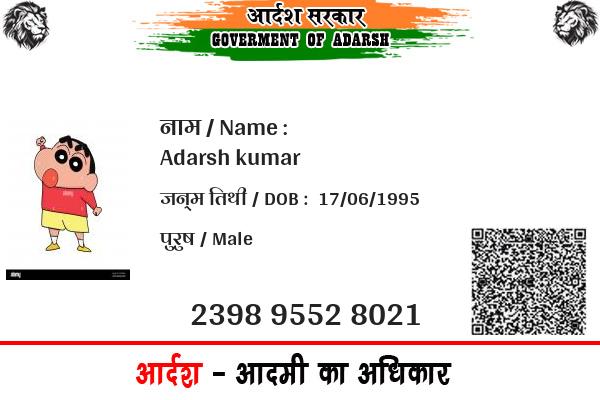 आर्दश सरकार
GOVERMENT OF ADARSH
नाम / Name :
Adarsh kumar
जन्म तिथी / DOB : 17/06/1995
पुरुष / Male
2398 9552 8021
आर्दश - आदमी का अधिकार